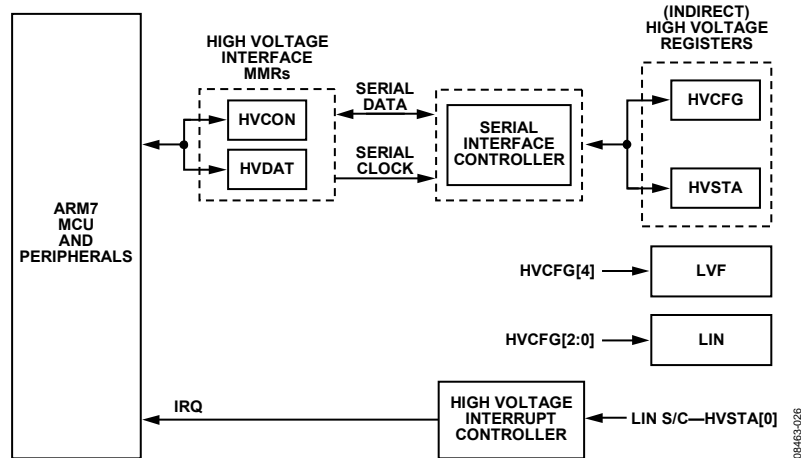 (INDIRECT)
HIGH VOLTAGE
REGISTERS
HIGH VOLTAGE
INTERFACE
MMRs
SERIAL
DATA
HVCON
HVDAT
SERIAL
CLOCK
SERIAL
INTERFACE
CONTROLLER
HVCFG
HVSTA
ARM7
MCU
AND
PERIPHERALS
HVCFG[4]
LVF
HVCFG[2:0]
LIN
IRQ
HIGH VOLTAGE
INTERRUPT
CONTROLLER
LIN S/C—HVSTA[0]
08463-026